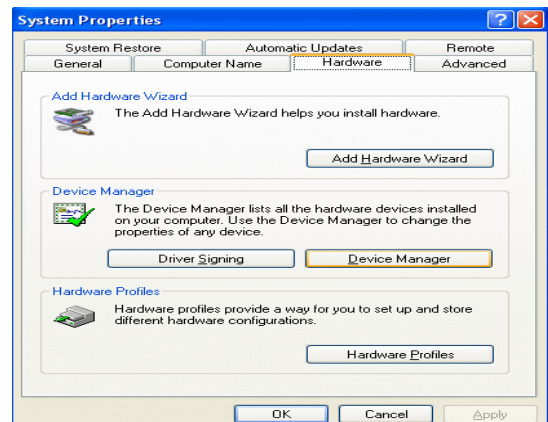 System Properties
System Restore Automatic Updates Remote
General Computer Name Hardware Advanced
Add Hardware Wizard
The Add Hardware Wizard helps you install hardware.
Add Hardware Wizard
Device Manager
The Device Manager lists all the hardware devices installed
on your computer. Use the Device Manager to change the
properties of any device.
Driver Signing Device Manager
Hardware Profiles
Hardware profiles provide a way for you to set up and store
different hardware configurations.
Hardware Profiles
OK Cancel Apply